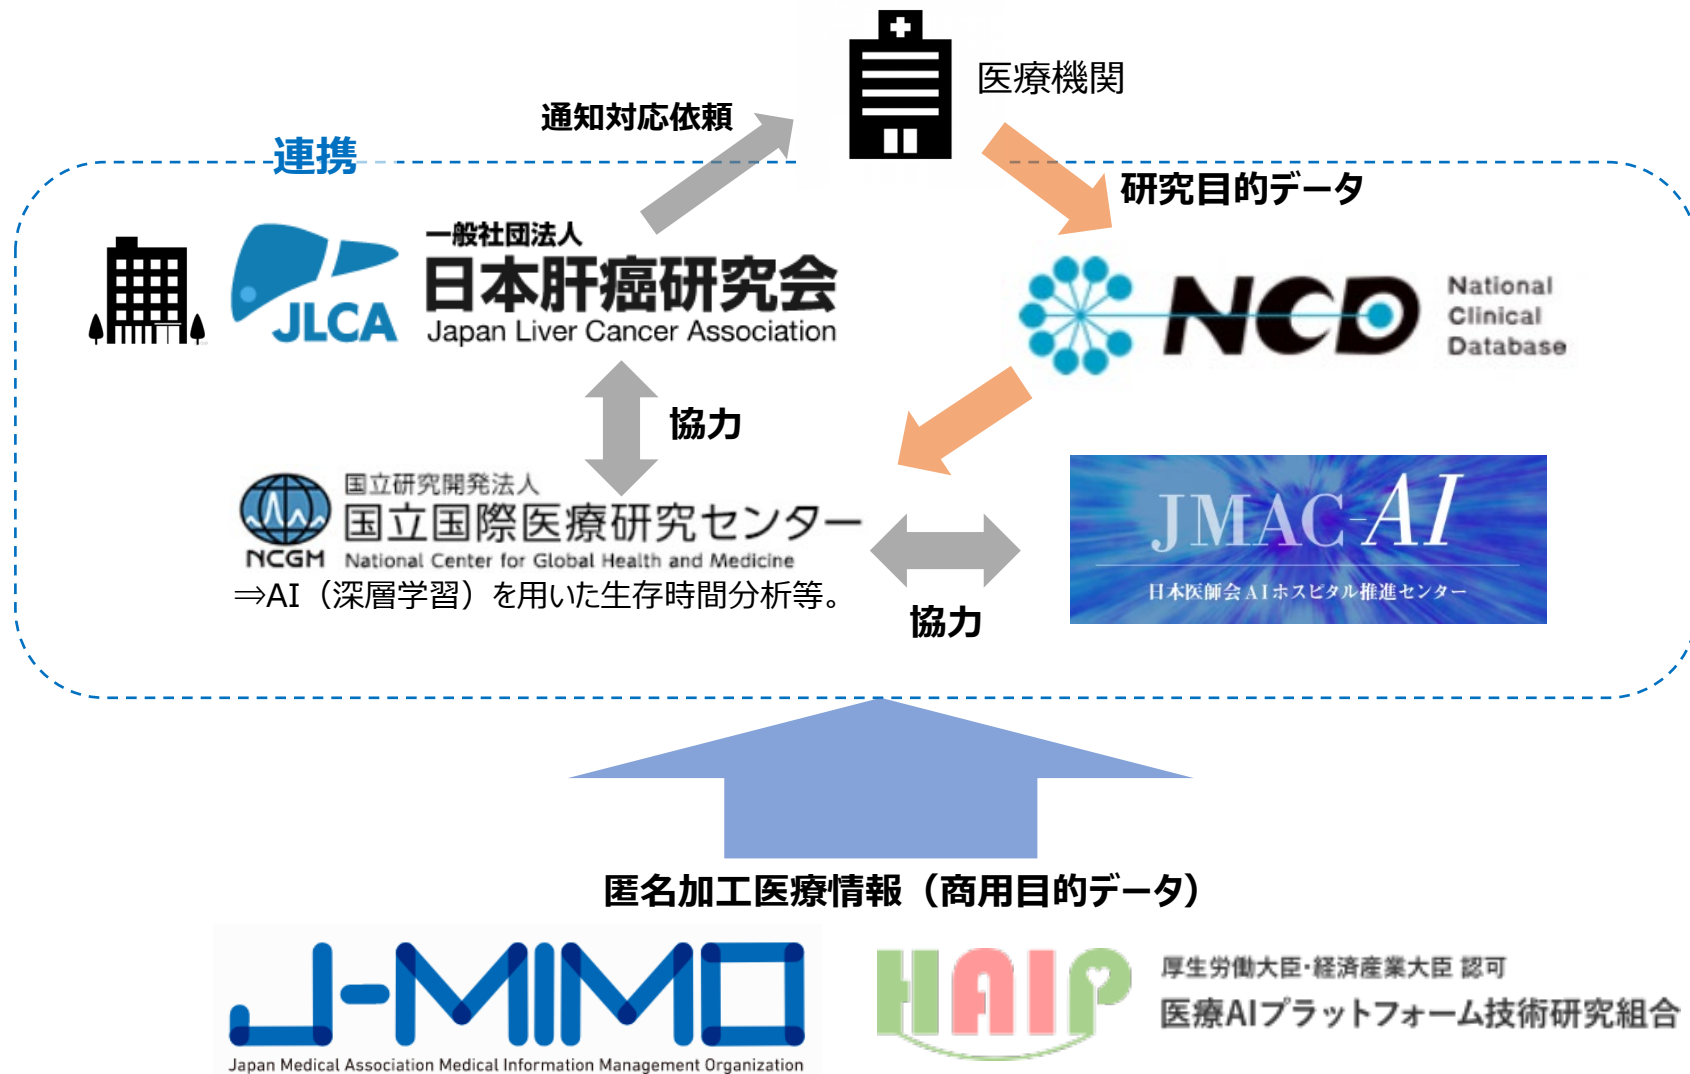 医療機関
通知対応依頼
連携
研究目的データ
一般社団法人
日本肝癌研究会
JLCA
Japan Liver Cancer Association
NCD
National
Clinical
Database
協力
国立研究開発法人
国立国際医療研究センター
NCGM
National Center for Global Health and Medicine
⇒AI（深層学習）を用いた生存時間分析等。
協力
JMAC-AI
日本医師会AIホスピタル推進センター
匿名加工医療情報（商用目的データ）
J-MIMO
Japan Medical Association Medical Information Management Organization
HAIP
厚生労働大臣・経済産業大臣 認可
医療AIプラットフォーム技術研究組合